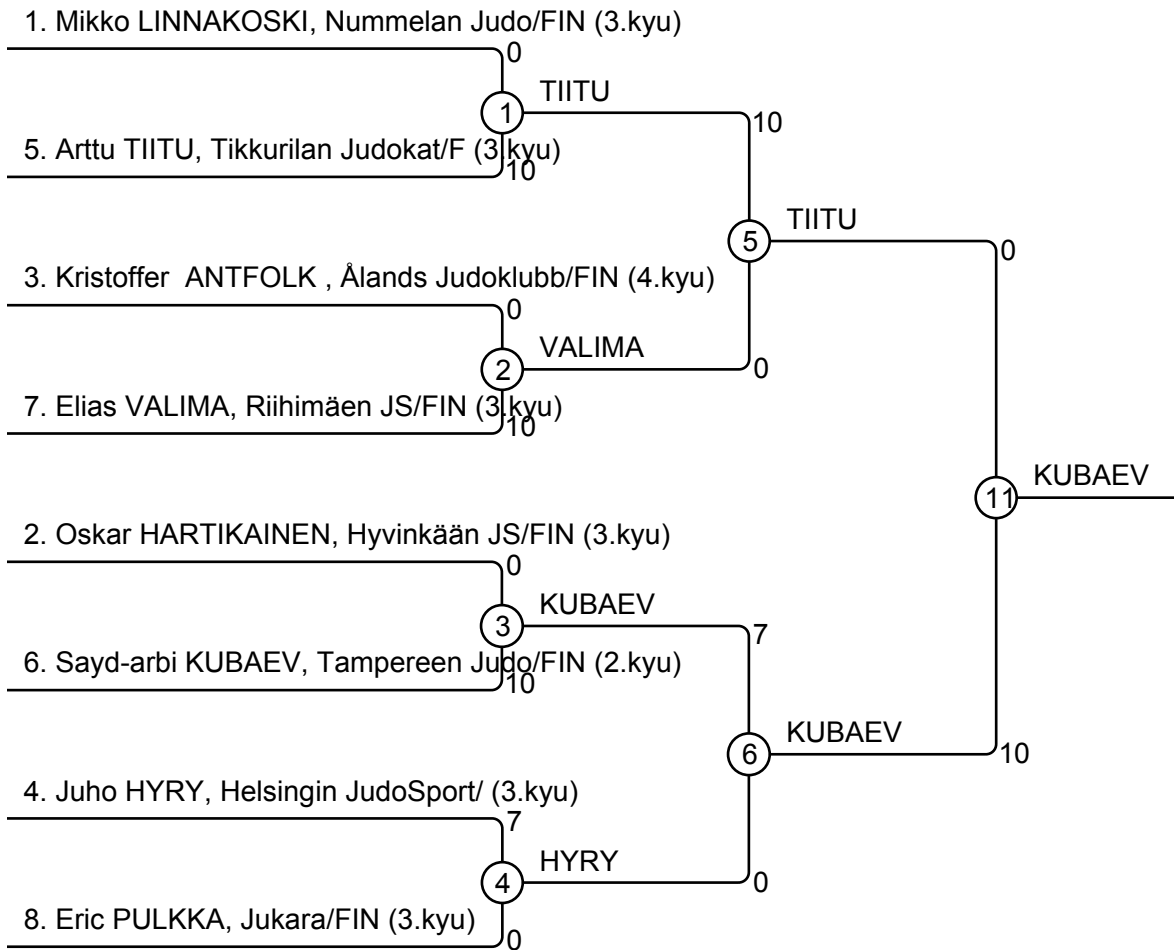 1. Mikko LINNAKOSKI, Nummelan Judo/FIN (3.kyu)
0
1
TIITU
10
5. Arttu TIITU, Tikkurilan Judokat/F (3.kyu)
10
5
TIITU
0
3. Kristoffer  ANTFOLK , Ålands Judoklubb/FIN (4.kyu)
0
2
VALIMA
0
7. Elias VALIMA, Riihimäen JS/FIN (3.kyu)
10
11
KUBAEV
2. Oskar HARTIKAINEN, Hyvinkään JS/FIN (3.kyu)
0
3
KUBAEV
7
6. Sayd-arbi KUBAEV, Tampereen Judo/FIN (2.kyu)
10
6
KUBAEV
10
4. Juho HYRY, Helsingin JudoSport/ (3.kyu)
7
4
HYRY
0
8. Eric PULKKA, Jukara/FIN (3.kyu)
0